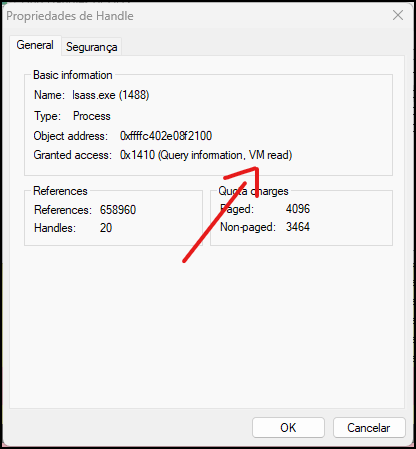 Propriedades de Handle
General
Segurança
Basic information
Name: lsass.exe (1488)
Type: Process
Object address: 0xffffc402e08f2100
Granted access: 0x1410 (Query information, VM read)
References
References: 658960
Handles: 20
Quota charges
Paged: 4096
Non-paged: 3464
OK
Cancelar